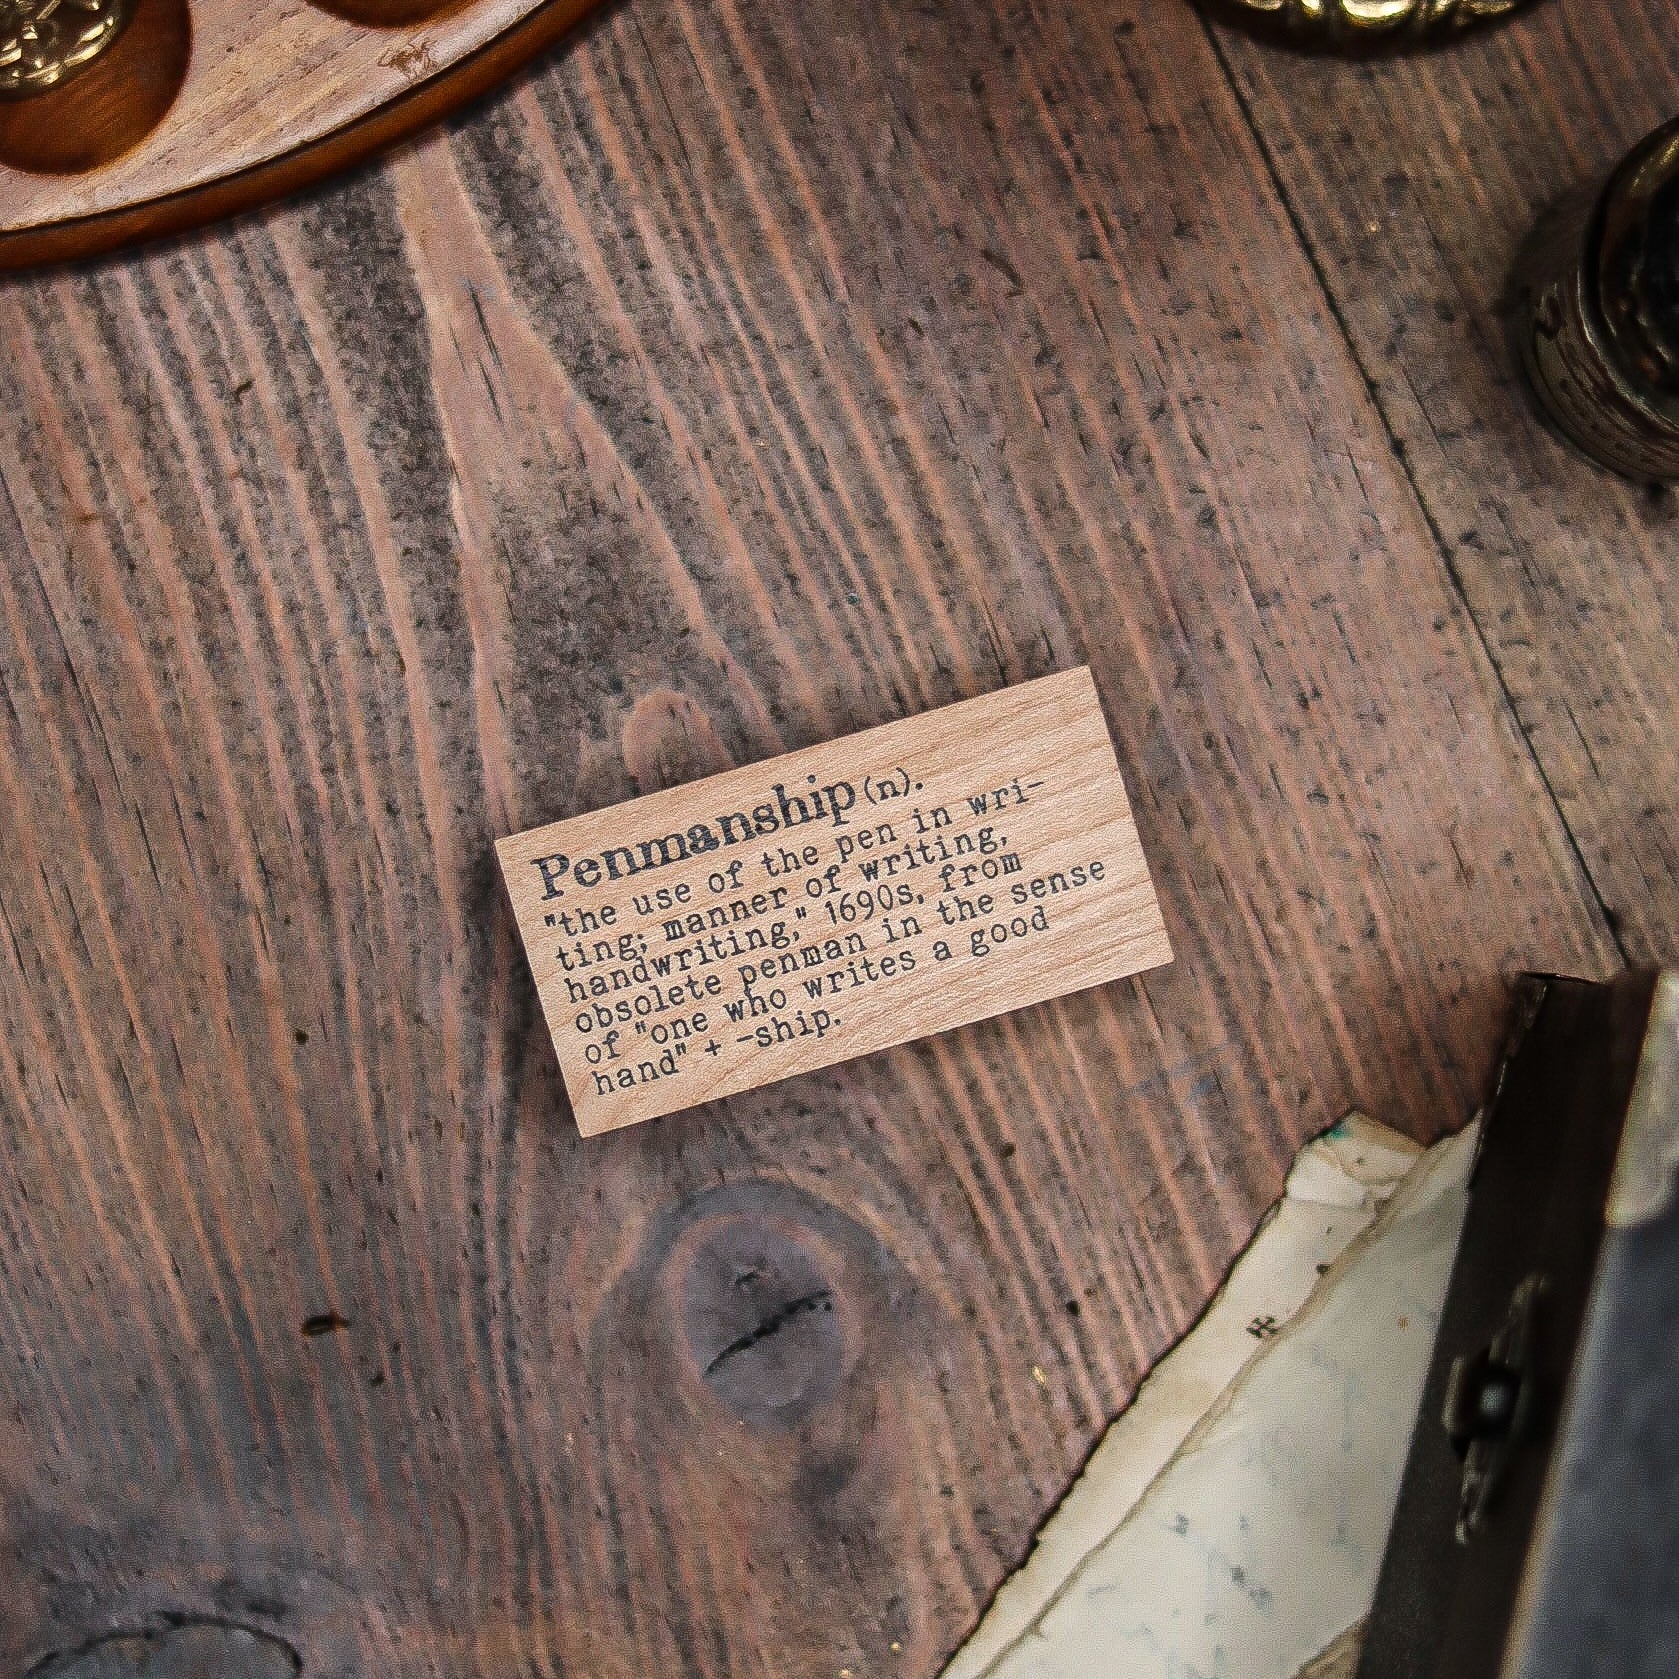 Penmanship (n).
"the use of the pen in wri-
ting; manner of writing,
handwriting," 1690s, from
obsolete penman in the sense
of "one who writes a good
hand" + -ship.